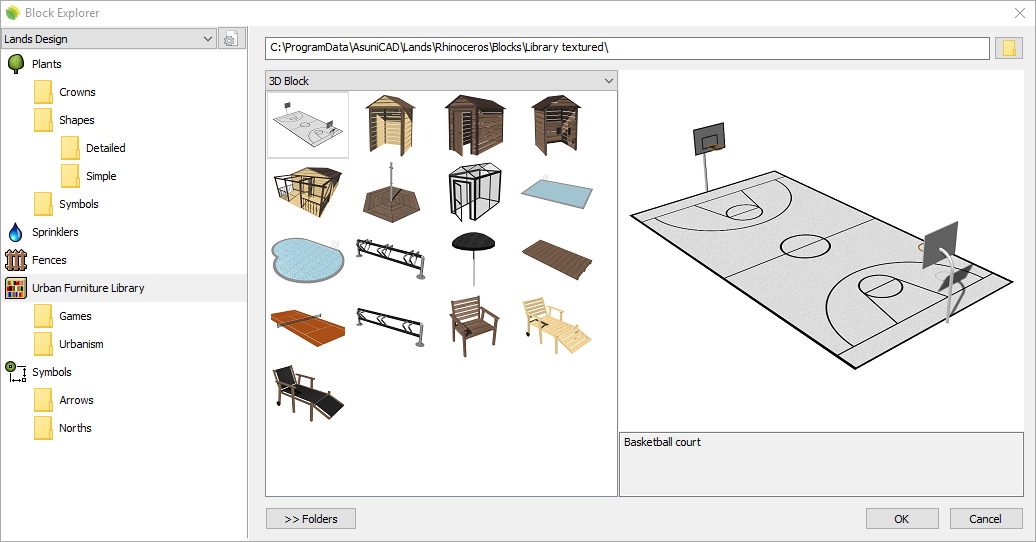 Block Explorer
Lands Design
C:\ProgramData\AsuniCAD\Lands\Rhinoceros\Blocks\Library textured\
Plants
Crowns
Shapes
Detailed
Simple
Symbols
Sprinklers
Fences
Urban Furniture Library
Games
Urbanism
Symbols
Arrows
Norths
3D Block
Basketball court
>> Folders
OK
Cancel